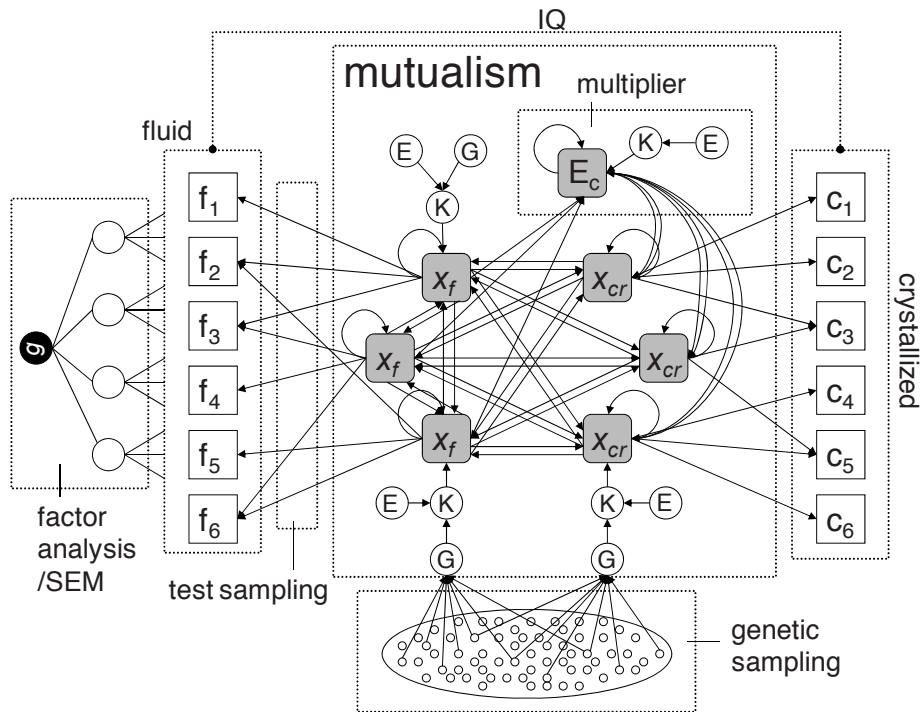 IQ
mutualism
multiplier
fluid
E
G
K
E
E_c
K
f_1
f_2
f_3
f_4
f_5
f_6
c_1
c_2
c_3
c_4
c_5
c_6
x_f
x_cr
x_f
x_cr
x_f
x_cr
g
crystallized
E
K
K
E
G
G
factor
analysis
/SEM
test sampling
genetic
sampling